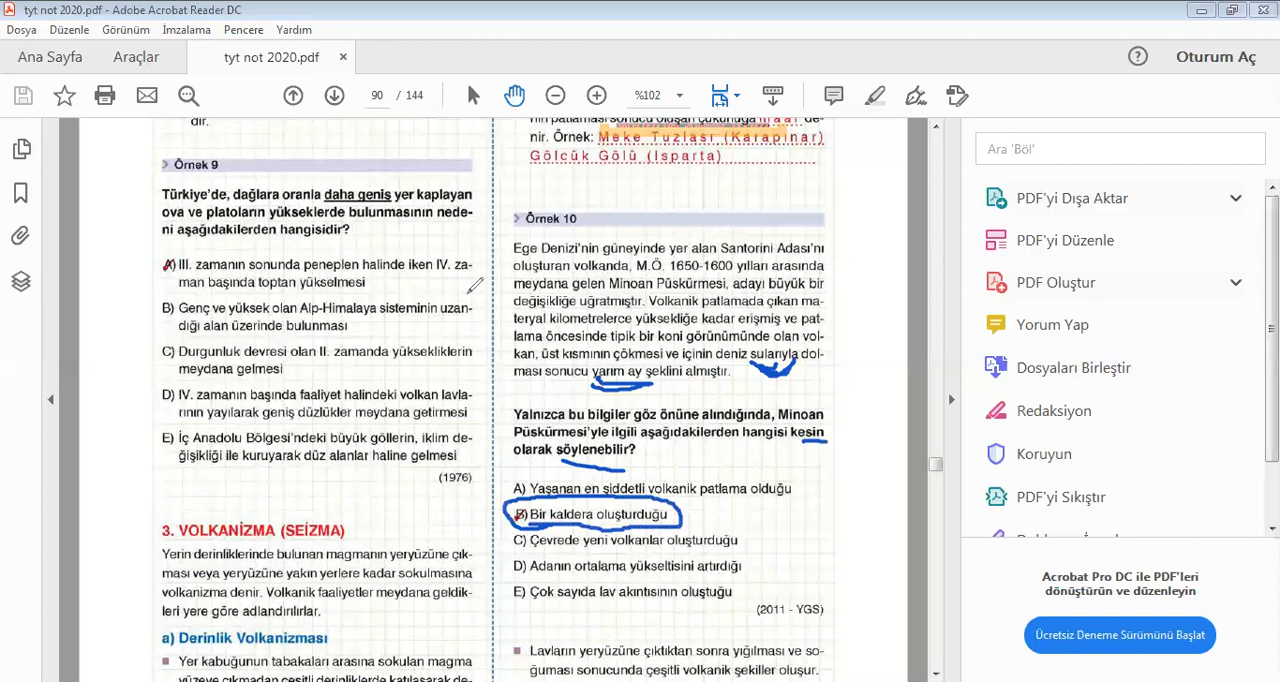 tyt not 2020.pdf - Adobe Acrobat Reader DC
Dosya Düzenle Görünüm İmzalama Pencere Yardım
Ana Sayfa Araçlar tyt not 2020.pdf × ? Oturum Aç
90 / 144 %102
dir.
Örnek 9
Türkiye'de, dağlara oranla daha geniş yer kaplayan
ova ve platoların yükseklerde bulunmasının nede-
ni aşağıdakilerden hangisidir?
A) III. zamanın sonunda peneplen halinde iken IV. za-
man başında toptan yükselmesi
B) Genç ve yüksek olan Alp-Himalaya sisteminin uzan-
dığı alan üzerinde bulunması
C) Durgunluk devresi olan II. zamanda yüksekliklerin
meydana gelmesi
D) IV. zamanın başında faaliyet halindeki volkan lavla-
rının yayılarak geniş düzlükler meydana getirmesi
E) İç Anadolu Bölgesi'ndeki büyük göllerin, iklim de-
ğişikliği ile kuruyarak düz alanlar haline gelmesi
(1976)
3. VOLKANİZMA (SEİZMA)
Yerin derinliklerinde bulunan magmanın yeryüzüne çık-
ması veya yeryüzüne yakın yerlere kadar sokulmasına
volkanizma denir. Volkanik faaliyetler meydana geldik-
leri yere göre adlandırılırlar.
a) Derinlik Volkanizması
Yer kabuğunun tabakaları arasına sokulan magma
yüzeye çıkmadan çeşitli derinliklerde katılaşarak de-
nin patlaması sonucu oluşan çukurluğa maar de-
nir. Örnek: Meke Tuzlası (Karapınar)
Gölcük Gölü (Isparta)
Örnek 10
Ege Denizi'nin güneyinde yer alan Santorini Adası'nı
oluşturan volkanda, M.Ö. 1650-1600 yılları arasında
meydana gelen Minoan Püskürmesi, adayı büyük bir
değişikliğe uğratmıştır. Volkanik patlamada çıkan ma-
teryal kilometrelerce yüksekliğe kadar erişmiş ve pat-
lama öncesinde tipik bir koni görünümünde olan vol-
kan, üst kısmının çökmesi ve içinin deniz sularıyla dol-
ması sonucu yarım ay şeklini almıştır.
Yalnızca bu bilgiler göz önüne alındığında, Minoan
Püskürmesi'yle ilgili aşağıdakilerden hangisi kesin
olarak söylenebilir?
A) Yaşanan en şiddetli volkanik patlama olduğu
B) Bir kaldera oluşturduğu
C) Çevrede yeni volkanlar oluşturduğu
D) Adanın ortalama yükseltisini artırdığı
E) Çok sayıda lav akıntısının oluştuğu
(2011 - YGS)
Lavların yeryüzüne çıktıktan sonra yığılması ve so-
ğuması sonucunda çeşitli volkanik şekiller oluşur.
Ara 'Böl'
PDF'yi Dışa Aktar
PDF'yi Düzenle
PDF Oluştur
Yorum Yap
Dosyaları Birleştir
Redaksiyon
Koruyun
PDF'yi Sıkıştır
Acrobat Pro DC ile PDF'leri
dönüştürün ve düzenleyin
Ücretsiz Deneme Sürümünü Başlat